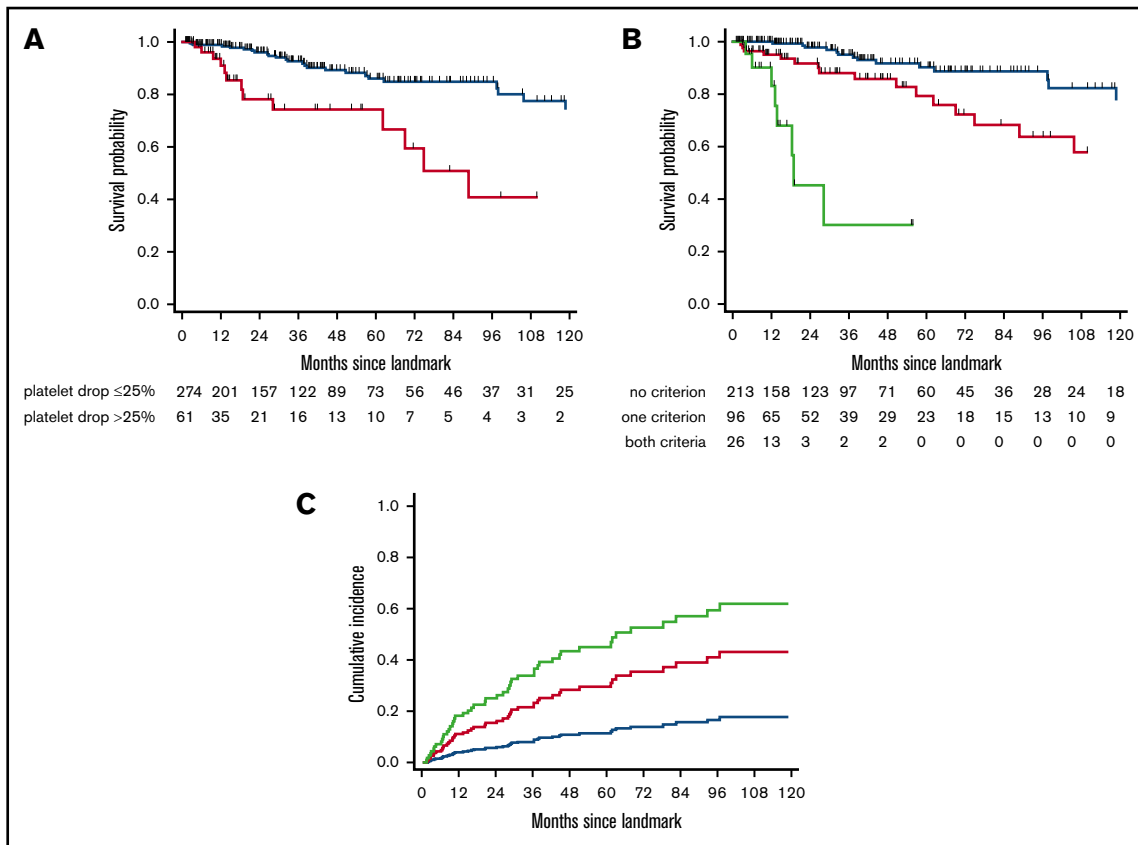 A
Survival probability
1.0
0.8
0.6
0.4
0.2
0.0
0 12 24 36 48 60 72 84 96 108 120
Months since landmark
platelet drop ≤25% 274 201 157 122 89 73 56 46 37 31 25
platelet drop >25% 61 35 21 16 13 10 7 5 4 3 2
B
Survival probability
1.0
0.8
0.6
0.4
0.2
0.0
0 12 24 36 48 60 72 84 96 108 120
Months since landmark
no criterion 213 158 123 97 71 60 45 36 28 24 18
one criterion 96 65 52 39 29 23 18 15 13 10 9
both criteria 26 13 3 2 2 0 0 0 0 0 0
C
Cumulative incidence
1.0
0.8
0.6
0.4
0.2
0.0
0 12 24 36 48 60 72 84 96 108 120
Months since landmark